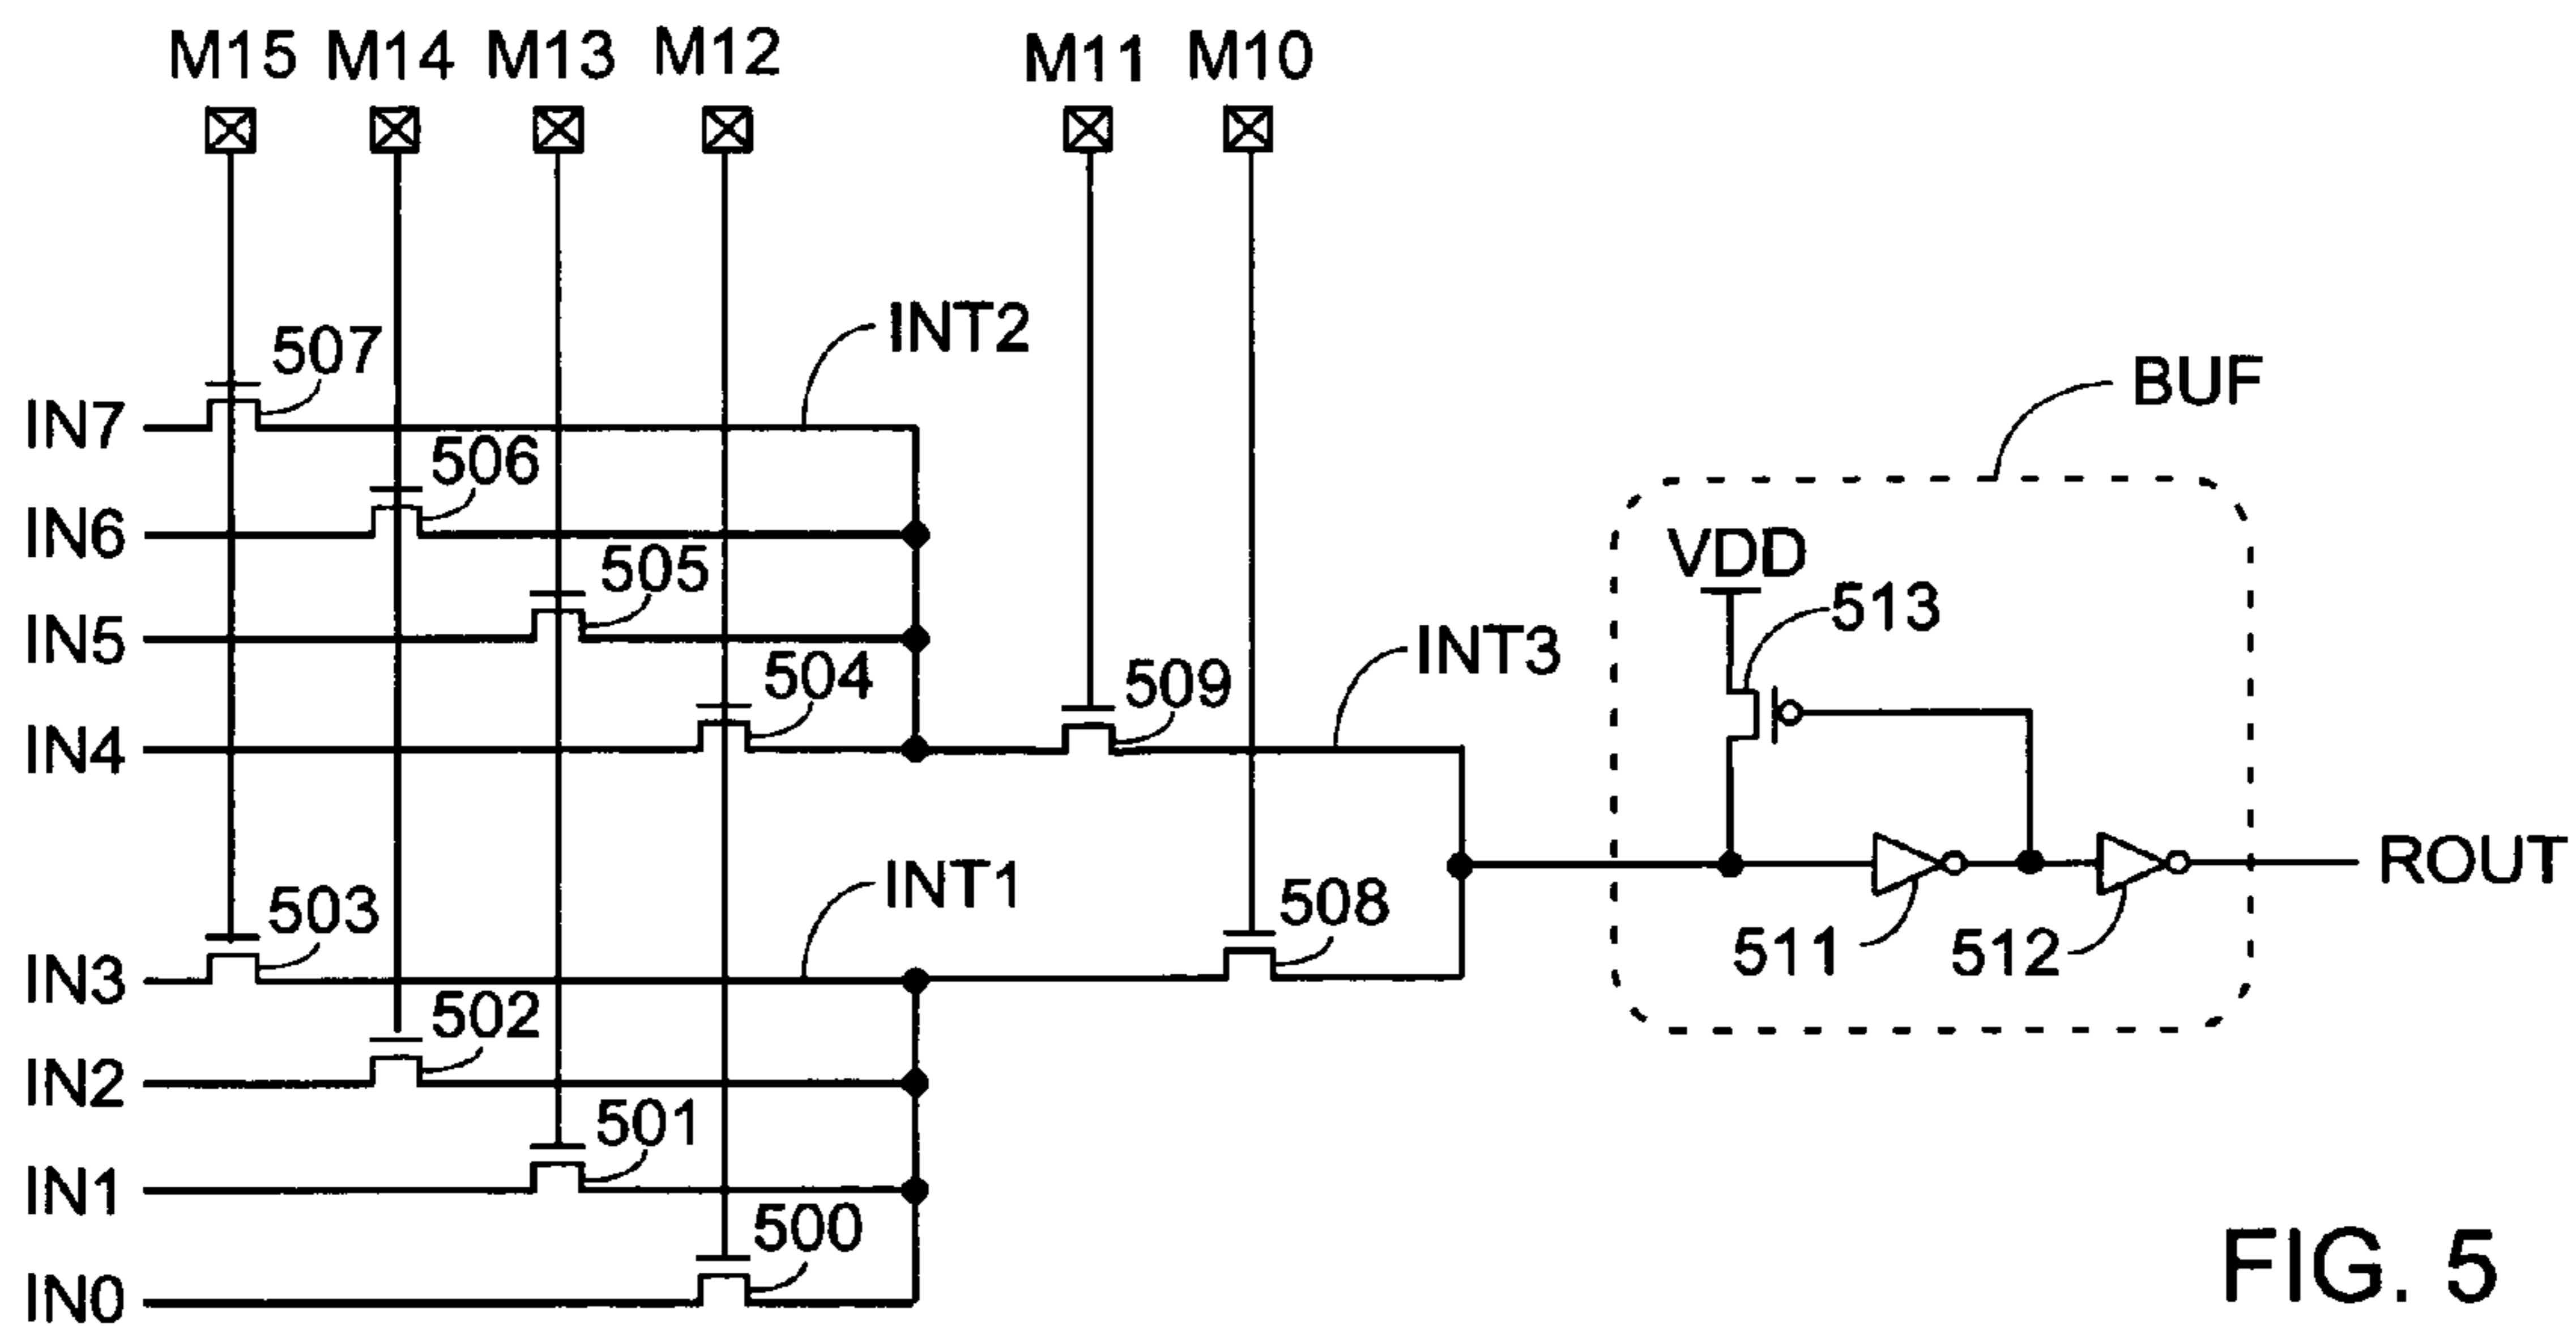 M15 M14 M13 M12 M11 M10
INT2
507
BUF
IN7
506
IN6
VDD
505
513
IN5
INT3
504
509
IN4
ROUT
INT1
508
503
511 512
IN3
502
IN2
501
IN1
500
IN0
FIG. 5